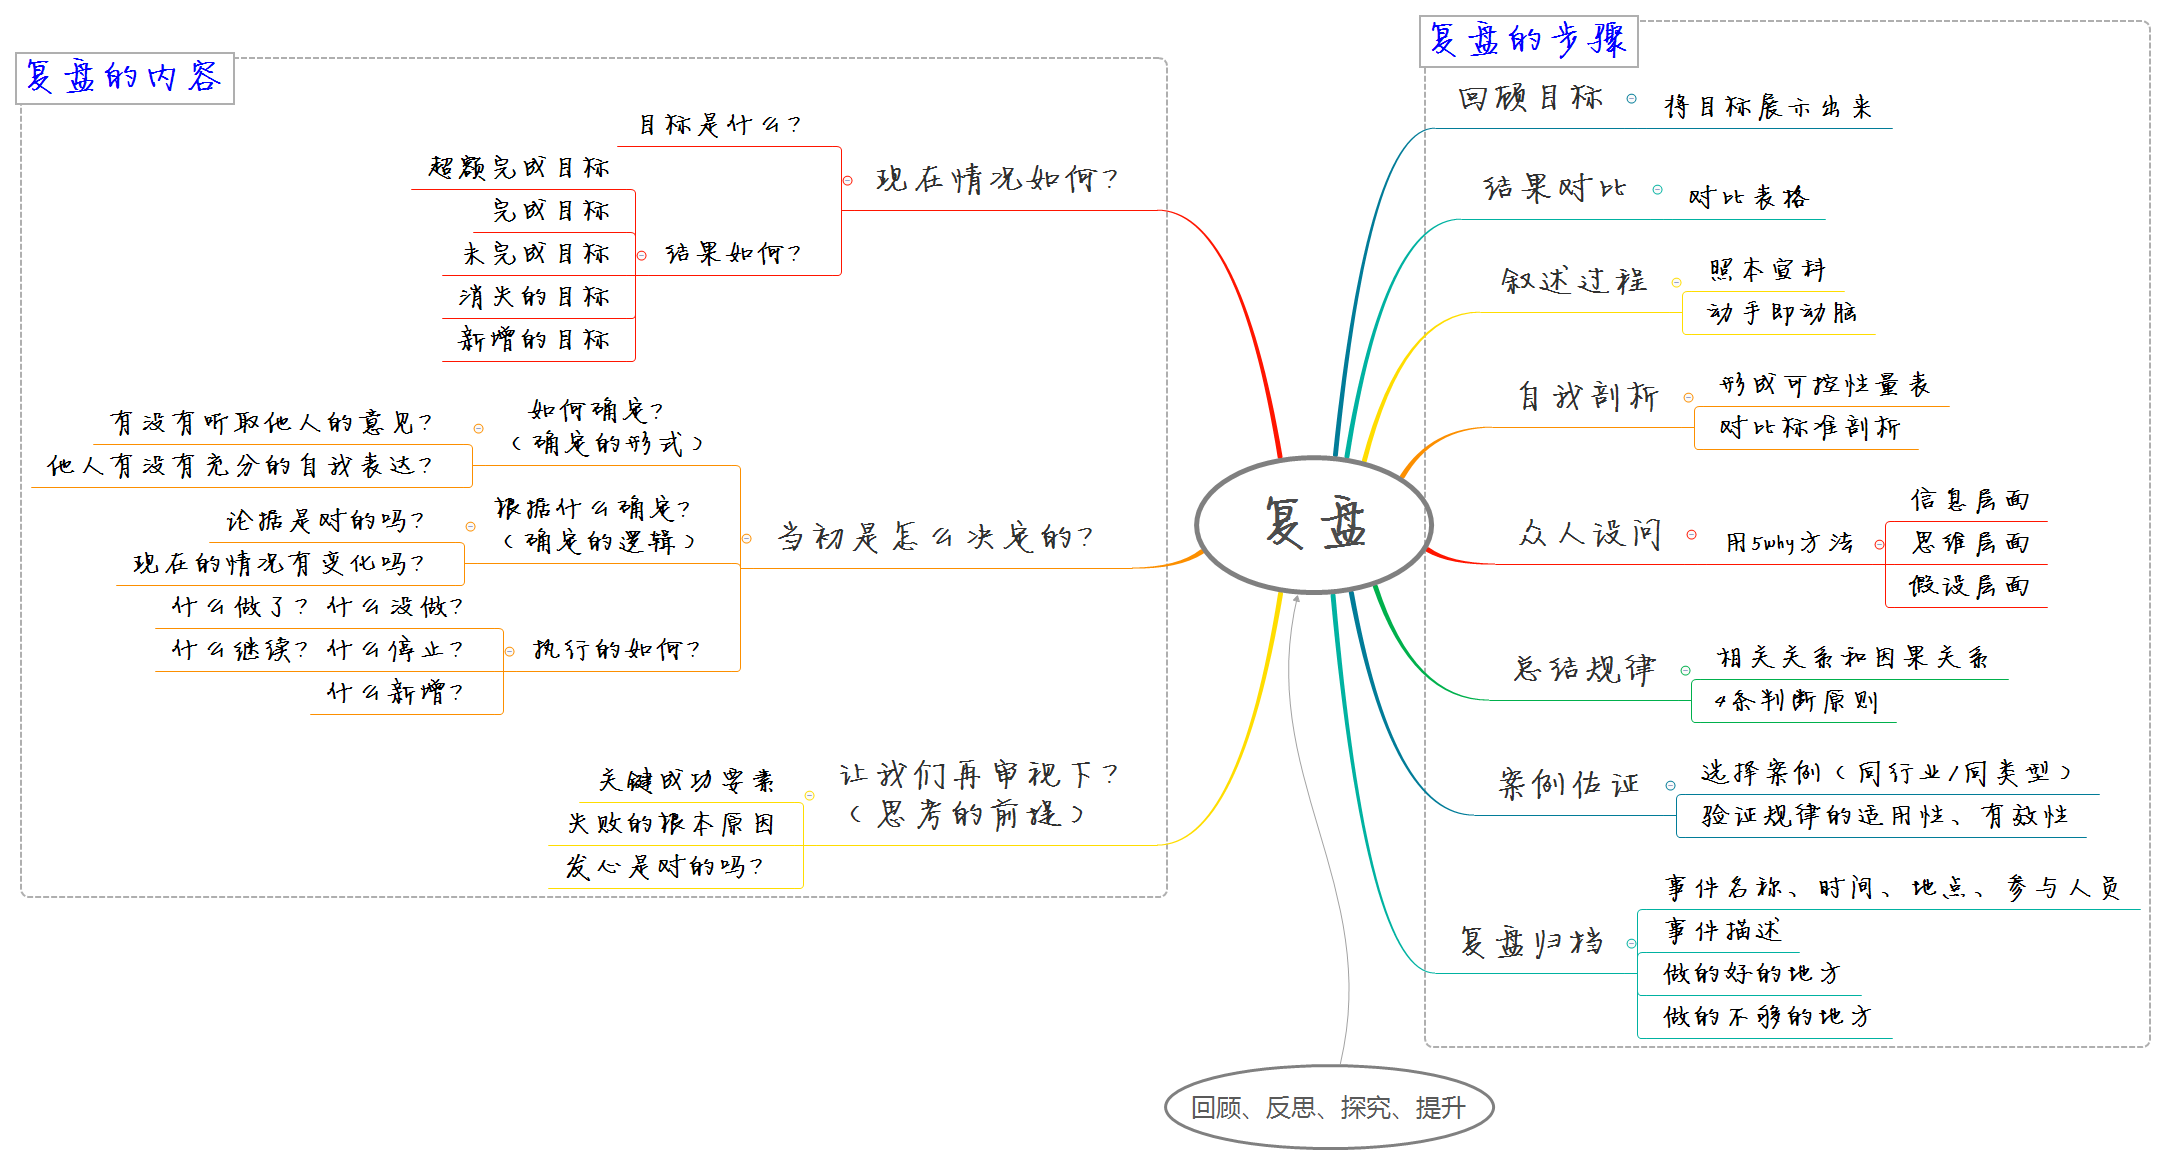 复盘的内容
目标是什么?
超额完成目标
完成目标
未完成目标
消失的目标
新增的目标
结果如何?
现在情况如何?
有没有听取他人的意见?
他人有没有充分的自我表达?
如何确定?
（确定的形式）
论据是对的吗?
现在的情况有变化吗?
根据什么确定?
（确定的逻辑）
什么做了? 什么没做?
什么继续? 什么停止?
什么新增?
执行的如何?
当初是怎么决定的?
关键成功要素
失败的根本原因
发心是对的吗?
让我们再审视下?
（思考的前提）
复盘
回顾、反思、探究、提升
复盘的步骤
回顾目标
将目标展示出来
结果对比
对比表格
叙述过程
照本宣科
动手即动脑
自我剖析
形成可控性量表
对比标准剖析
众人设问
用5why方法
信息层面
思维层面
假设层面
总结规律
相关关系和因果关系
4条判断原则
案例佐证
选择案例（同行业/同类型）
验证规律的适用性、有效性
复盘归档
事件名称、时间、地点、参与人员
事件描述
做的好的地方
做的不够的地方